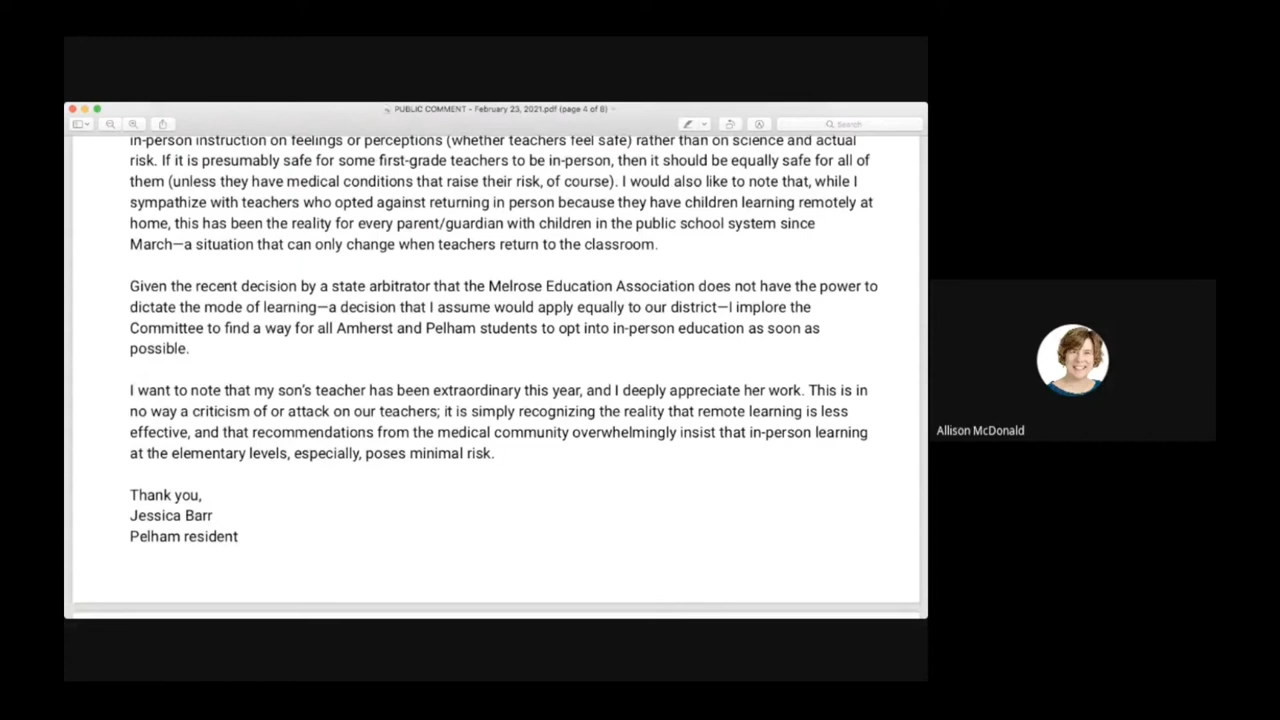 PUBLIC COMMENT - February 23, 2021.pdf (page 4 of 8)
Search
in-person instruction on feelings or perceptions (whether teachers feel safe) rather than on science and actual
risk. If it is presumably safe for some first-grade teachers to be in-person, then it should be equally safe for all of
them (unless they have medical conditions that raise their risk, of course). I would also like to note that, while I
sympathize with teachers who opted against returning in person because they have children learning remotely at
home, this has been the reality for every parent/guardian with children in the public school system since
March—a situation that can only change when teachers return to the classroom.
Given the recent decision by a state arbitrator that the Melrose Education Association does not have the power to
dictate the mode of learning—a decision that I assume would apply equally to our district—I implore the
Committee to find a way for all Amherst and Pelham students to opt into in-person education as soon as
possible.
I want to note that my son's teacher has been extraordinary this year, and I deeply appreciate her work. This is in
no way a criticism of or attack on our teachers; it is simply recognizing the reality that remote learning is less
effective, and that recommendations from the medical community overwhelmingly insist that in-person learning
at the elementary levels, especially, poses minimal risk.
Thank you,
Jessica Barr
Pelham resident
Allison McDonald